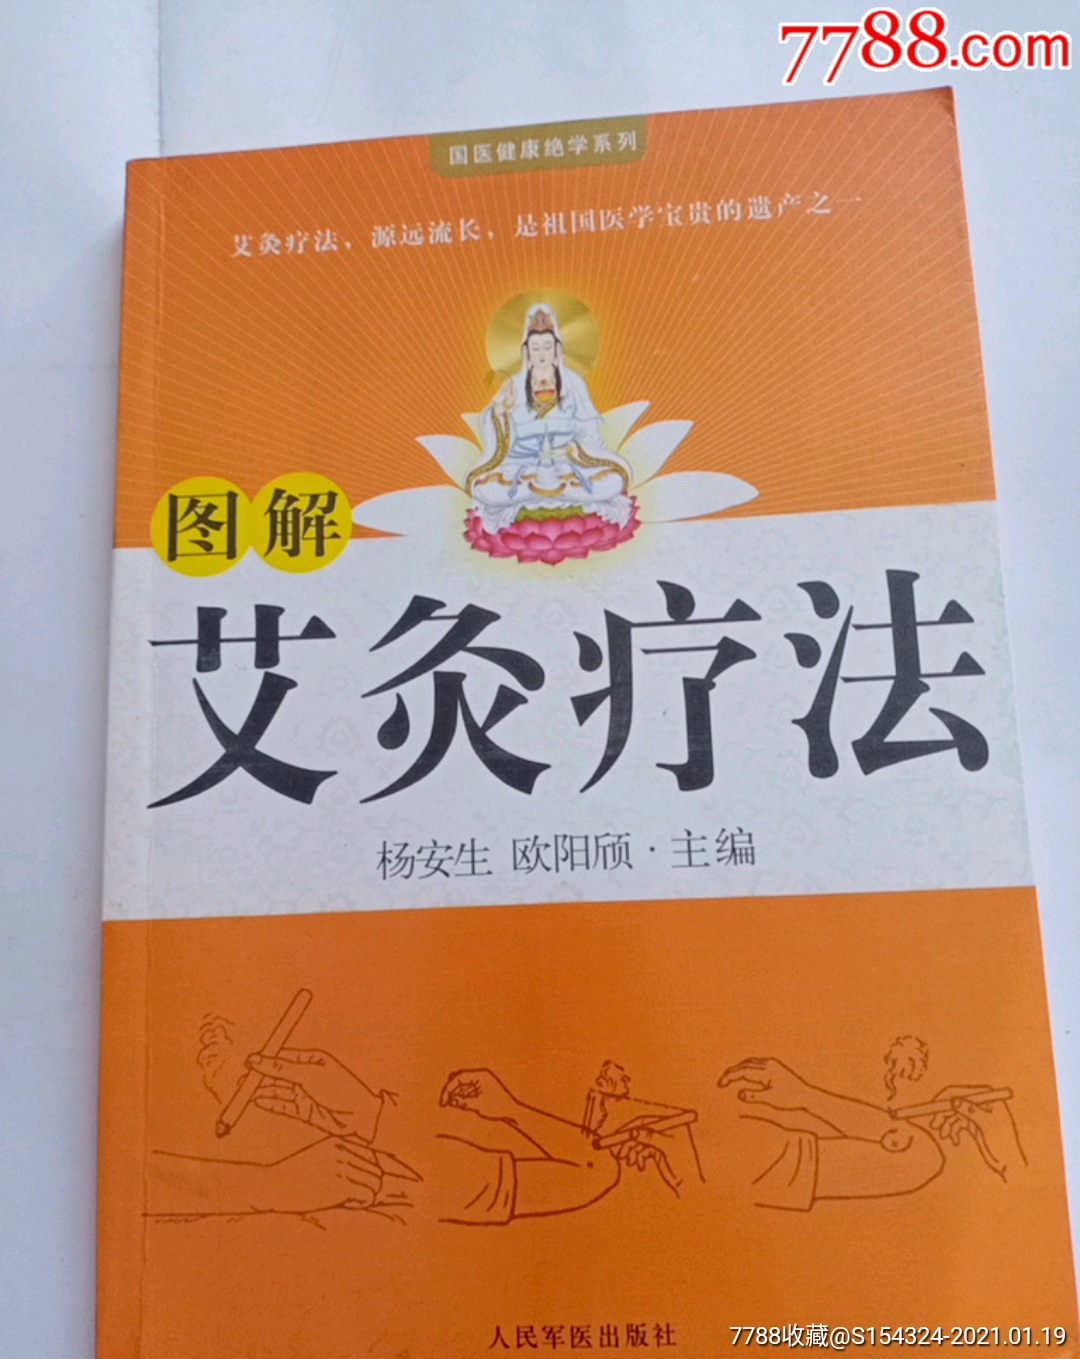 7788.com
国医健康绝学系列
艾灸疗法，源远流长，是祖国医学宝贵的遗产之一
图解
艾灸疗法
杨安生 欧阳颀·主编
人民军医出版社
7788收藏@S154324-2021.01.19